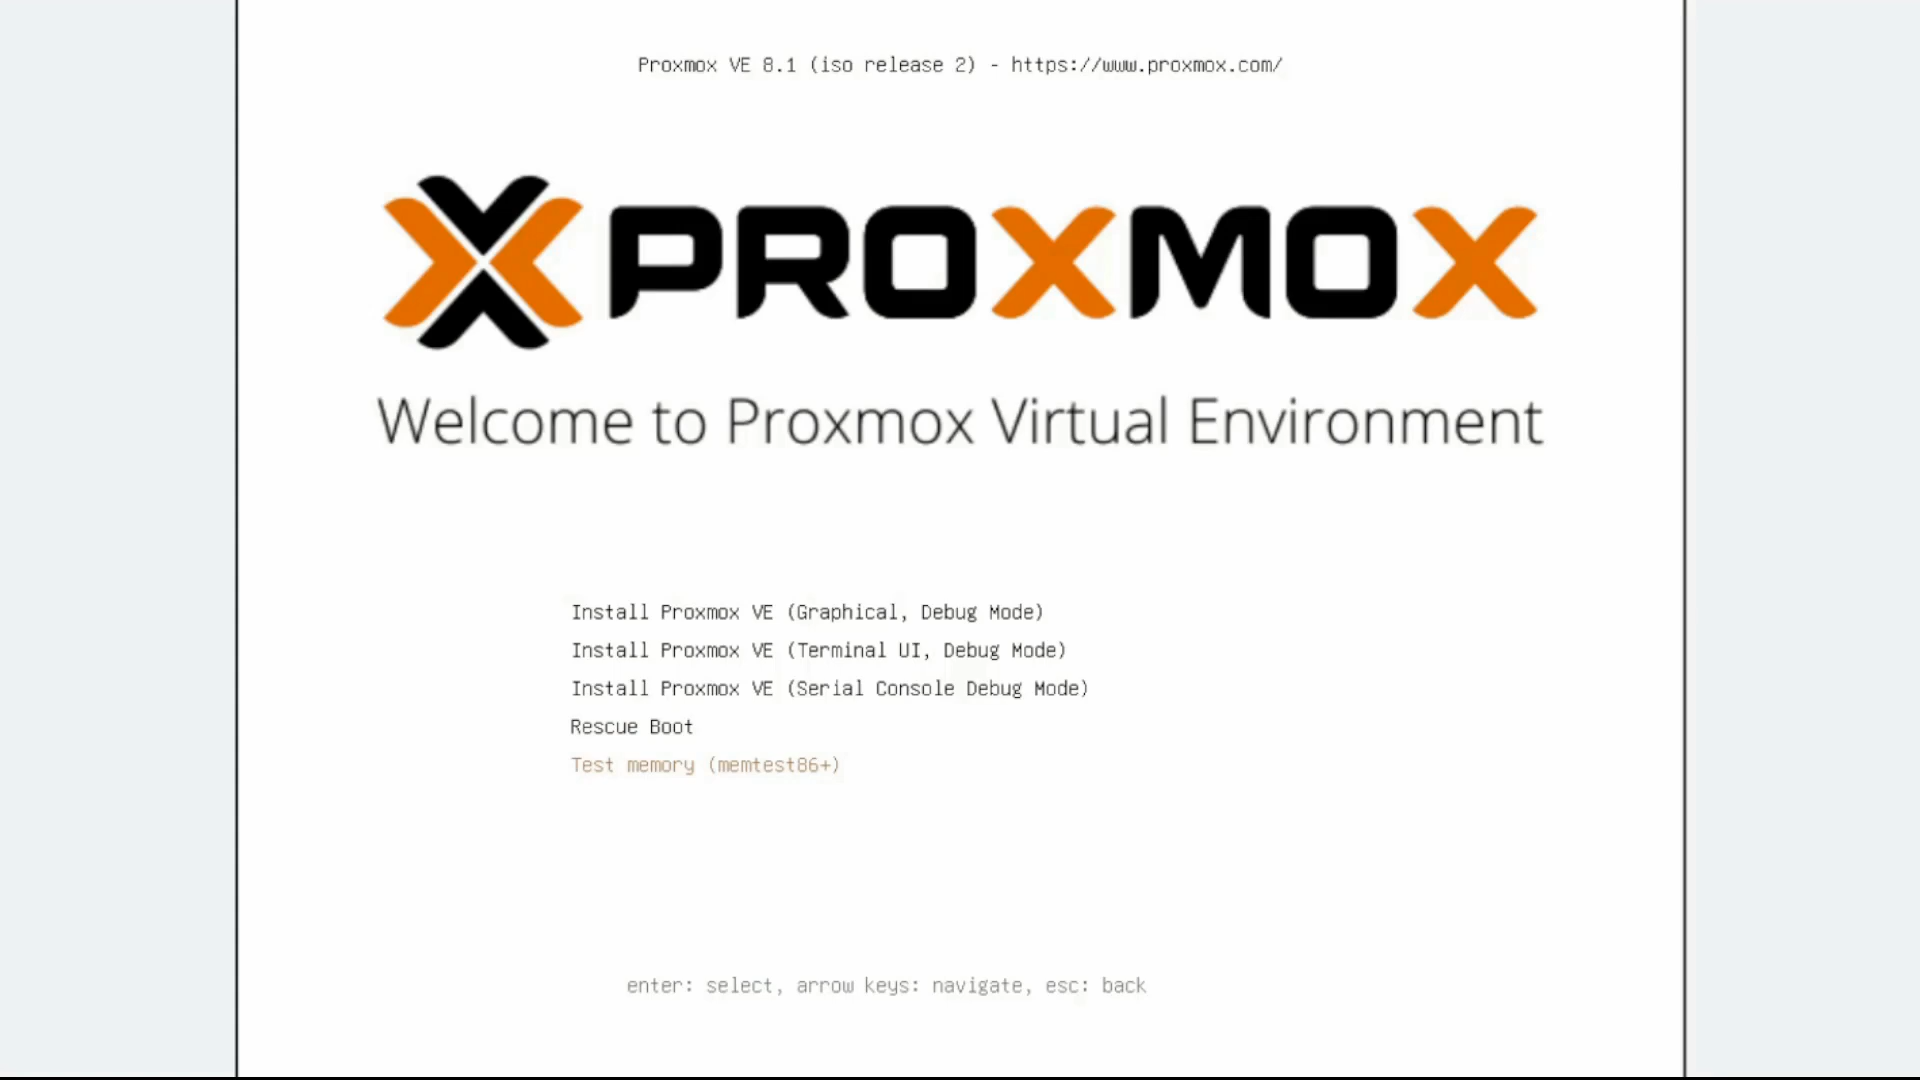 Proxmox VE 8.1 (iso release 2) - https://www.proxmox.com/
PROXMOX
Welcome to Proxmox Virtual Environment
Install Proxmox VE (Graphical, Debug Mode)
Install Proxmox VE (Terminal UI, Debug Mode)
Install Proxmox VE (Serial Console Debug Mode)
Rescue Boot
Test memory (memtest86+)
enter: select, arrow keys: navigate, esc: back